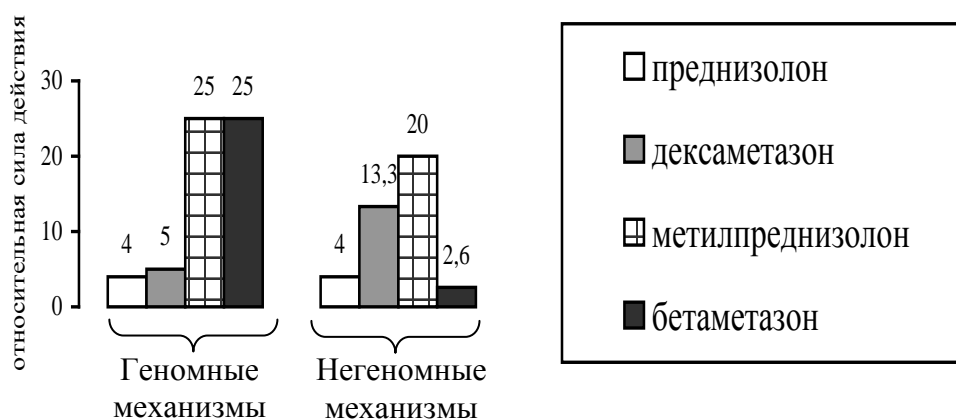 относительная сила действия
30
20
10
0
4
5
25
25
4
13,3
20
2,6
Геномные
механизмы
Негеномные
механизмы
преднизолон
дексаметазон
метилпреднизолон
бетаметазон